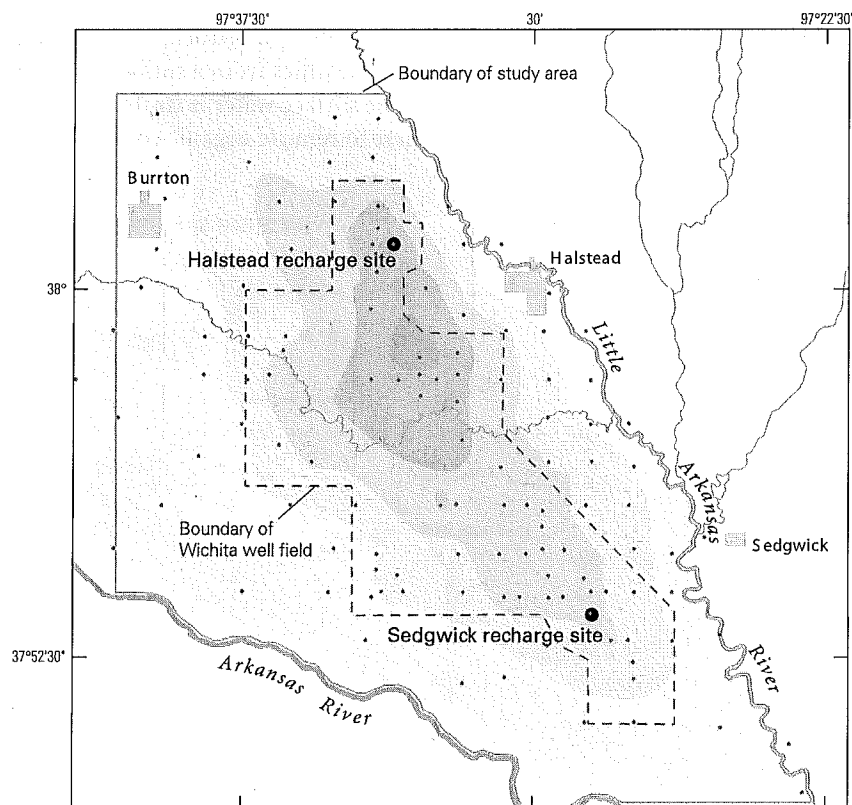 97°37'30"
30'
97°22'30"
Boundary of study area
Burrton
Halstead recharge site
Halstead
38°
Little
Arkansas
River
Boundary of
Wichita well field
Sedgwick
Sedgwick recharge site
37°52'30"
Arkansas River